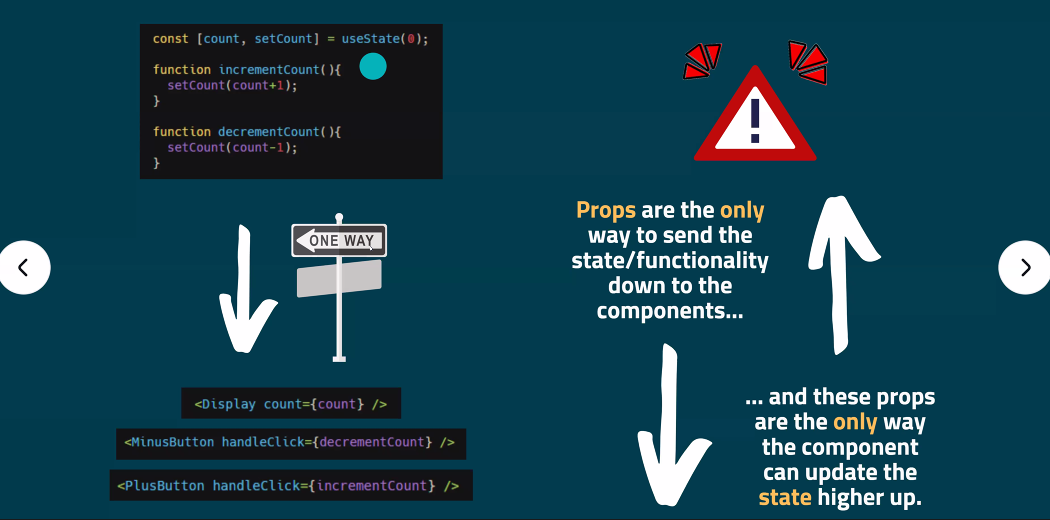 const [count, setCount] = useState(0);
function incrementCount(){
setCount(count+1);
}
function decrementCount(){
setCount(count-1);
}
ONE WAY
<Display count={count} />
<MinusButton handleClick={decrementCount} />
<PlusButton handleClick={incrementCount} />
!
Props are the only
way to send the
state/functionality
down to the
components...
... and these props
are the only way
the component
can update the
state higher up.